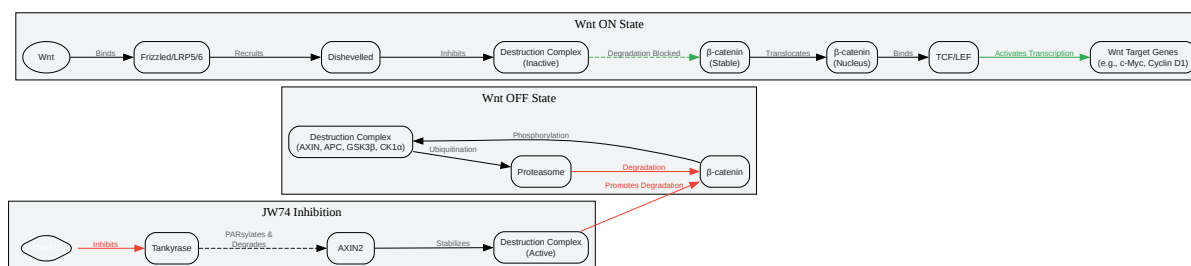 Wnt ON State
Wnt
Binds
Frizzled/LRP5/6
Recruits
Dishevelled
Inhibits
Destruction Complex
(Inactive)
Degradation Blocked
β-catenin
(Stable)
Translocates
β-catenin
(Nucleus)
Binds
TCF/LEF
Activates Transcription
Wnt Target Genes
(e.g., c-Myc, Cyclin D1)
Wnt OFF State
Destruction Complex
(AXIN, APC, GSK3β, CK1α)
Phosphorylation
Ubiquitination
Proteasome
Degradation
β-catenin
Promotes Degradation
JW74 Inhibition
Inhibits
Tankyrase
PARsylates &
Degrades
AXIN2
Stabilizes
Destruction Complex
(Active)